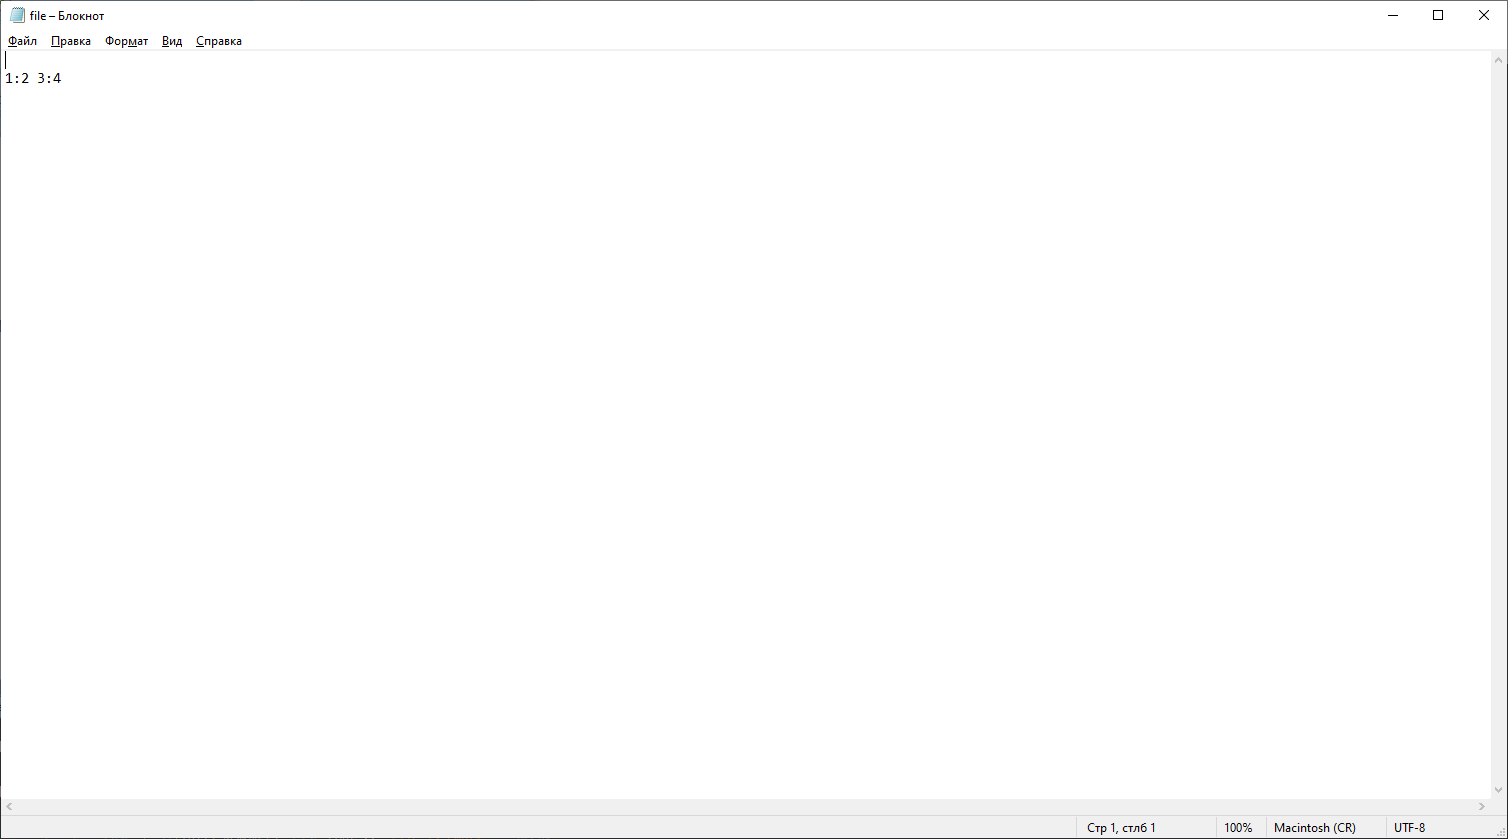 file – Блокнот
Файл Правка Формат Вид Справка
1:2 3:4
Стр 1, стлб 1 100% Macintosh (CR) UTF-8